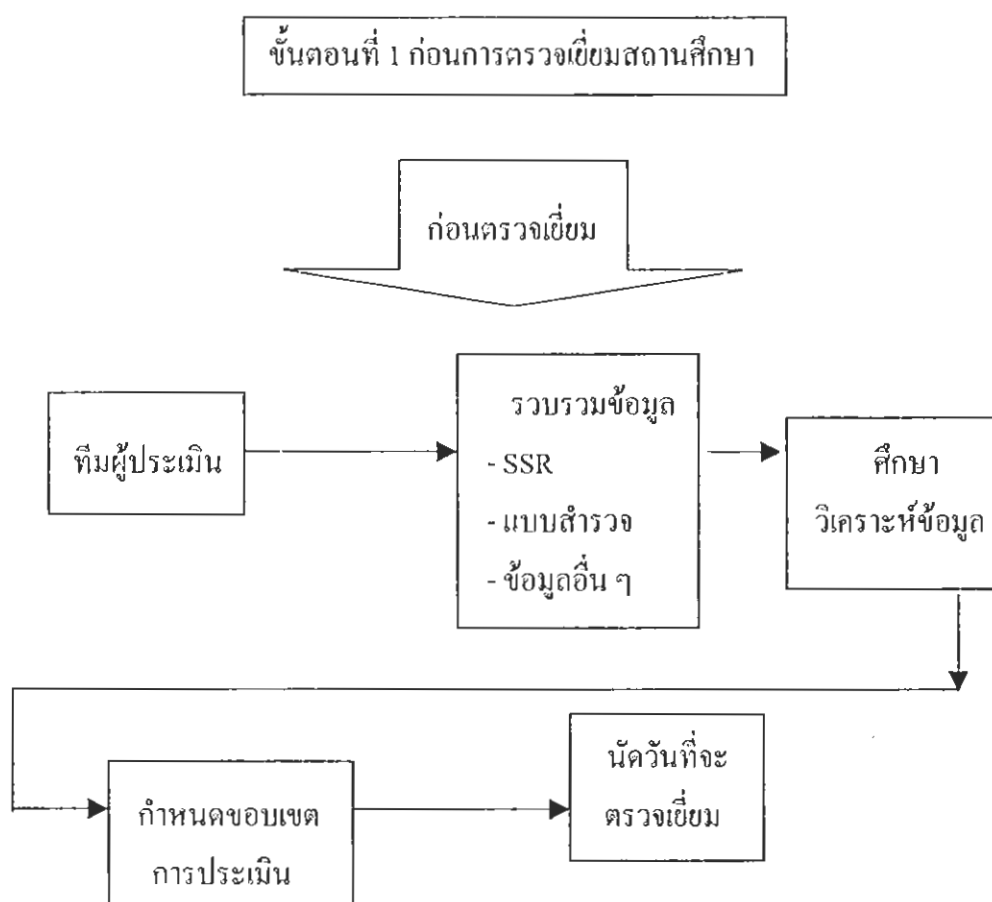 ขั้นตอนที่ 1 ก่อนการตรวจเยี่ยมสถานศึกษา
ก่อนตรวจเยี่ยม
ทีมผู้ประเมิน
รวบรวมข้อมูล
- SSR
- แบบสำรวจ
- ข้อมูลอื่น ๆ
ศึกษา
วิเคราะห์ข้อมูล
กำหนดขอบเขต
การประเมิน
นัดวันที่จะ
ตรวจเยี่ยม